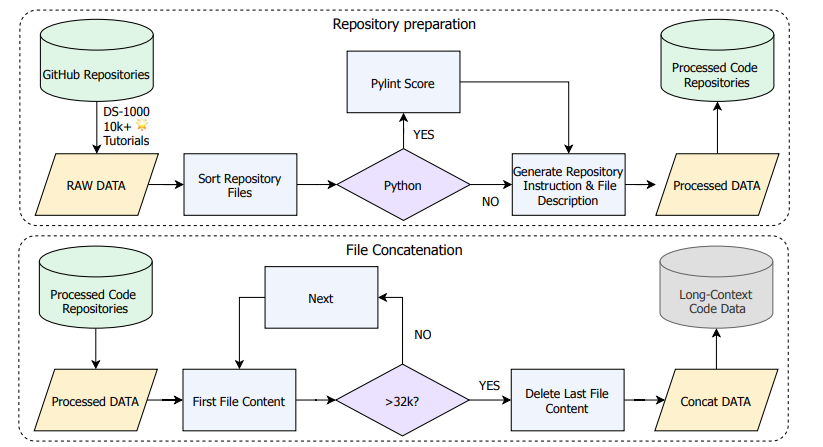 Repository preparation
GitHub Repositories
DS-1000
10k+ 🌟
Tutorials
RAW DATA
Sort Repository
Files
Python
YES
Pylint Score
NO
Generate Repository
Instruction & File
Description
Processed DATA
Processed Code
Repositories
File Concatenation
Processed Code
Repositories
Processed DATA
First File Content
>32k?
NO
Next
YES
Delete Last File
Content
Concat DATA
Long-Context
Code Data